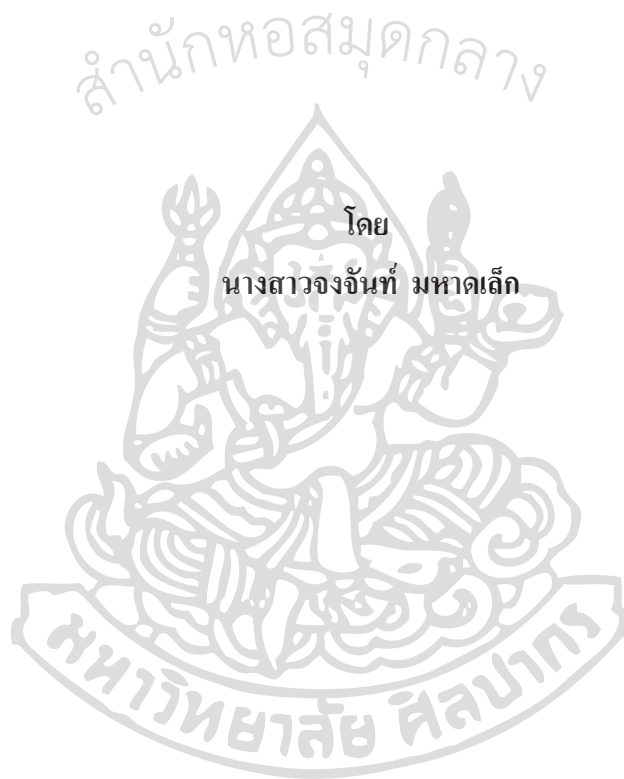 สำนักหอสมุดกลาง
โดย
นางสาวจงจันท์ มหาดเล็ก
มหาวิทยาลัย ศิลปากร